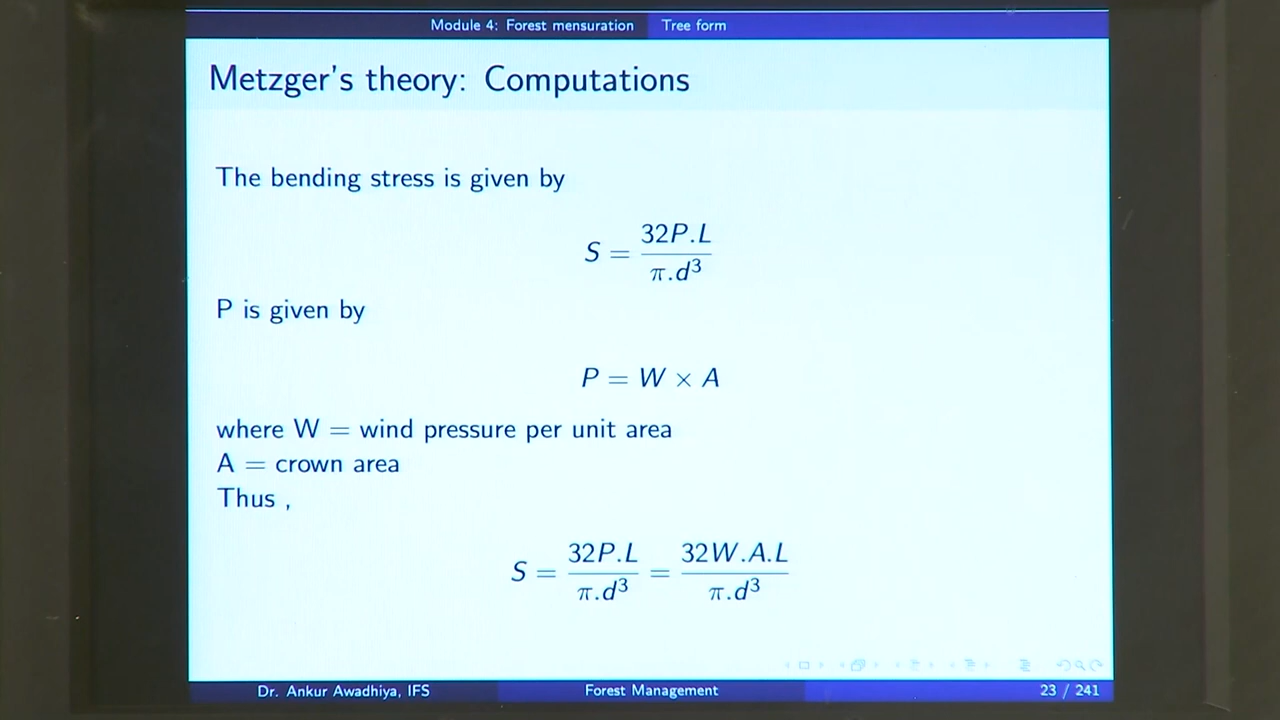 Module 4: Forest mensuration Tree form
Metzger's theory: Computations
The bending stress is given by
S = 32P.L / π.d³
P is given by
P = W × A
where W = wind pressure per unit area
A = crown area
Thus ,
S = 32P.L / π.d³ = 32W.A.L / π.d³
Dr. Ankur Awadhiya, IFS Forest Management 23 / 241